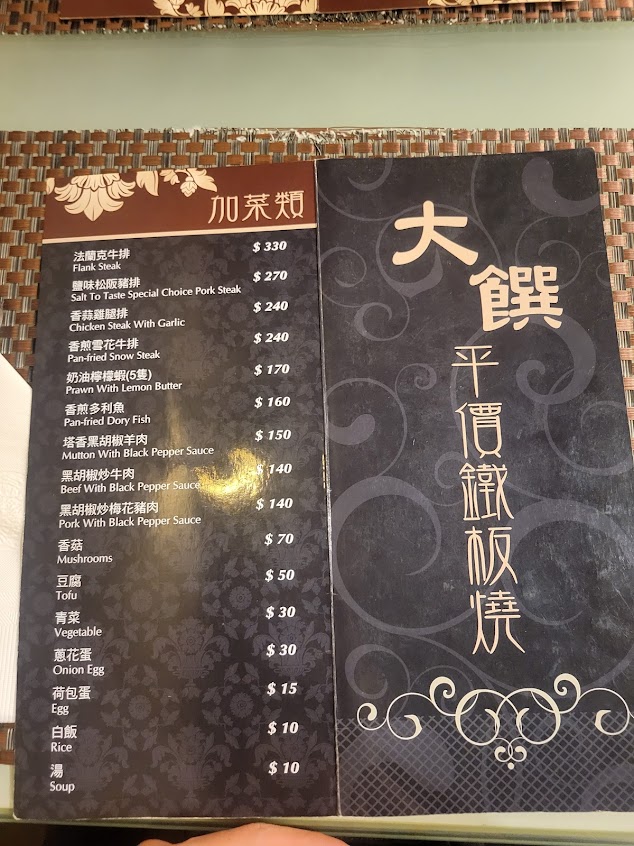 加菜類
法蘭克牛排 $ 330
Flank Steak
鹽味松阪豬排 $ 270
Salt To Taste Special Choice Pork Steak
香蒜雞腿排 $ 240
Chicken Steak With Garlic
香煎雪花牛排 $ 240
Pan-fried Snow Steak
奶油檸檬蝦(5隻) $ 170
Prawn With Lemon Butter
香煎多利魚 $ 160
Pan-fried Dory Fish
塔香黑胡椒羊肉 $ 150
Mutton With Black Pepper Sauce
黑胡椒炒牛肉 $ 140
Beef With Black Pepper Sauce
黑胡椒炒梅花豬肉 $ 140
Pork With Black Pepper Sauce
香菇 $ 70
Mushrooms
豆腐 $ 50
Tofu
青菜 $ 30
Vegetable
蔥花蛋 $ 30
Onion Egg
荷包蛋 $ 15
Egg
白飯 $ 10
Rice
湯 $ 10
Soup
大饌
平價鐵板燒